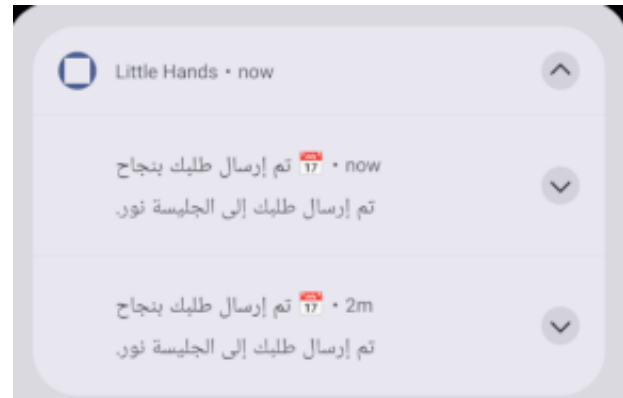 Little Hands • now
تم إرسال طلبك بنجاح 📅 • now
تم إرسال طلبك إلى الجليسة نور.
تم إرسال طلبك بنجاح 📅 • 2m
تم إرسال طلبك إلى الجليسة نور.